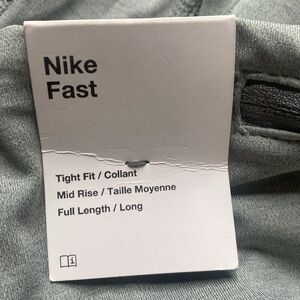 Nike
Fast
Tight Fit / Collant
Mid Rise / Taille Moyenne
Full Length / Long